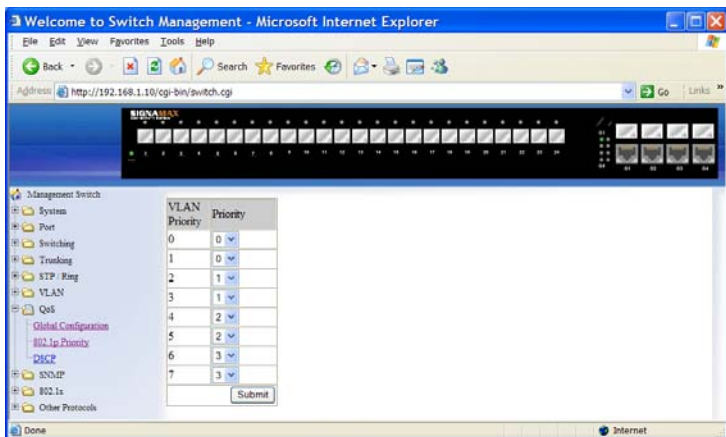 Welcome to Switch Management - Microsoft Internet Explorer
File Edit View Favorites Tools Help
Back Search Favorites
Address http://192.168.1.10/cgi-bin/switch.cgi Go Links »
SIGNAMAX
Management Switch
System
Port
Switching
Trunking
STP / Ring
VLAN
QoS
Global Configuration
802.1p Priority
DSCP
SNMP
802.1x
Other Protocols
VLAN Priority Priority
0 0
1 0
2 1
3 1
4 2
5 2
6 3
7 3
Submit
Done Internet